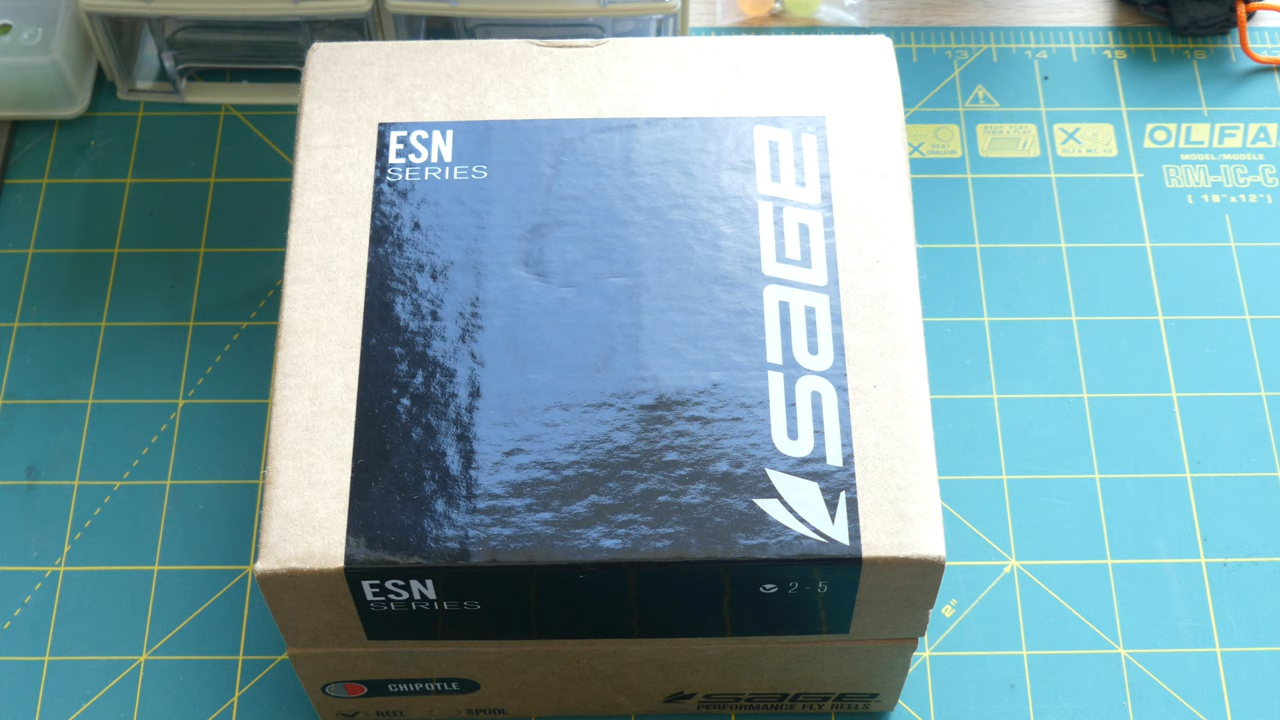 ESN
SERIES
sage
ESN
SERIES
2-5
CHIPOTLE
REEL
SPOOL
sage
PERFORMANCE FLY REELS
13
14
15
16
OLFA
MODEL/MODÈLE
RM-IC-C
( 18"x12")
2"